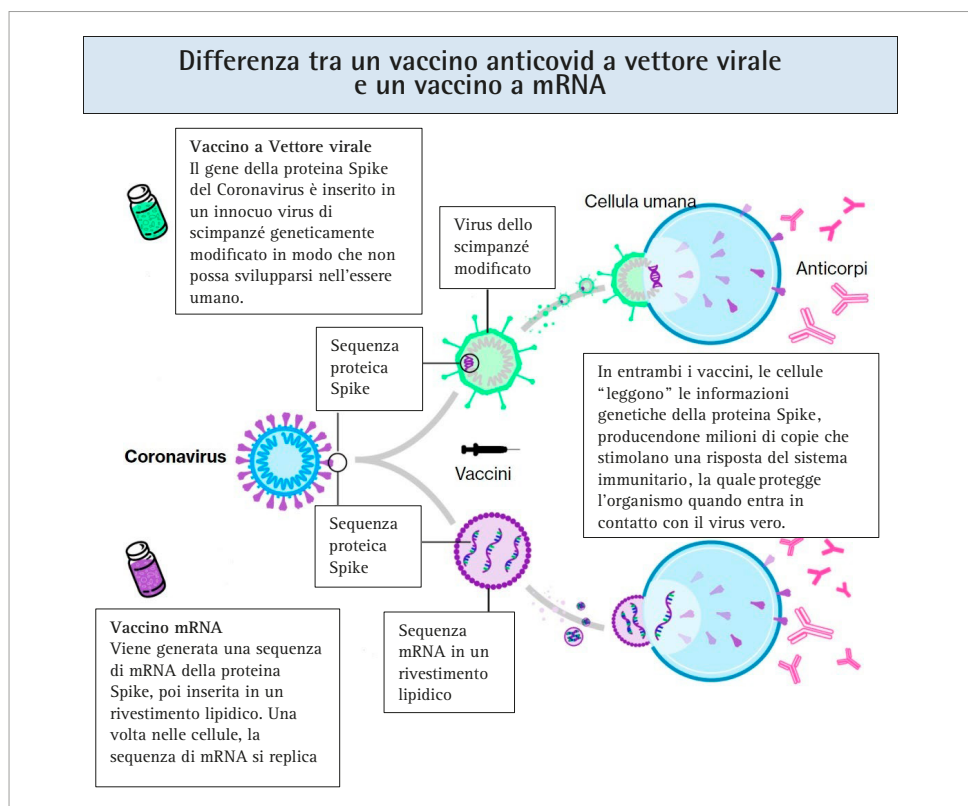 Differenza tra un vaccino anticovid a vettore virale
e un vaccino a mRNA
Vaccino a Vettore virale
Il gene della proteina Spike
del Coronavirus è inserito in
un innocuo virus di
scimpanzé geneticamente
modificato in modo che non
possa svilupparsi nell'essere
umano.
Virus dello
scimpanzé
modificato
Cellula umana
Anticorpi
Sequenza
proteica
Spike
Coronavirus
Vaccini
In entrambi i vaccini, le cellule
“leggono” le informazioni
genetiche della proteina Spike,
producendone milioni di copie che
stimolano una risposta del sistema
immunitario, la quale protegge
l'organismo quando entra in
contatto con il virus vero.
Sequenza
proteica
Spike
Vaccino mRNA
Viene generata una sequenza
di mRNA della proteina
Spike, poi inserita in un
rivestimento lipidico. Una
volta nelle cellule, la
sequenza di mRNA si replica
Sequenza
mRNA in un
rivestimento
lipidico